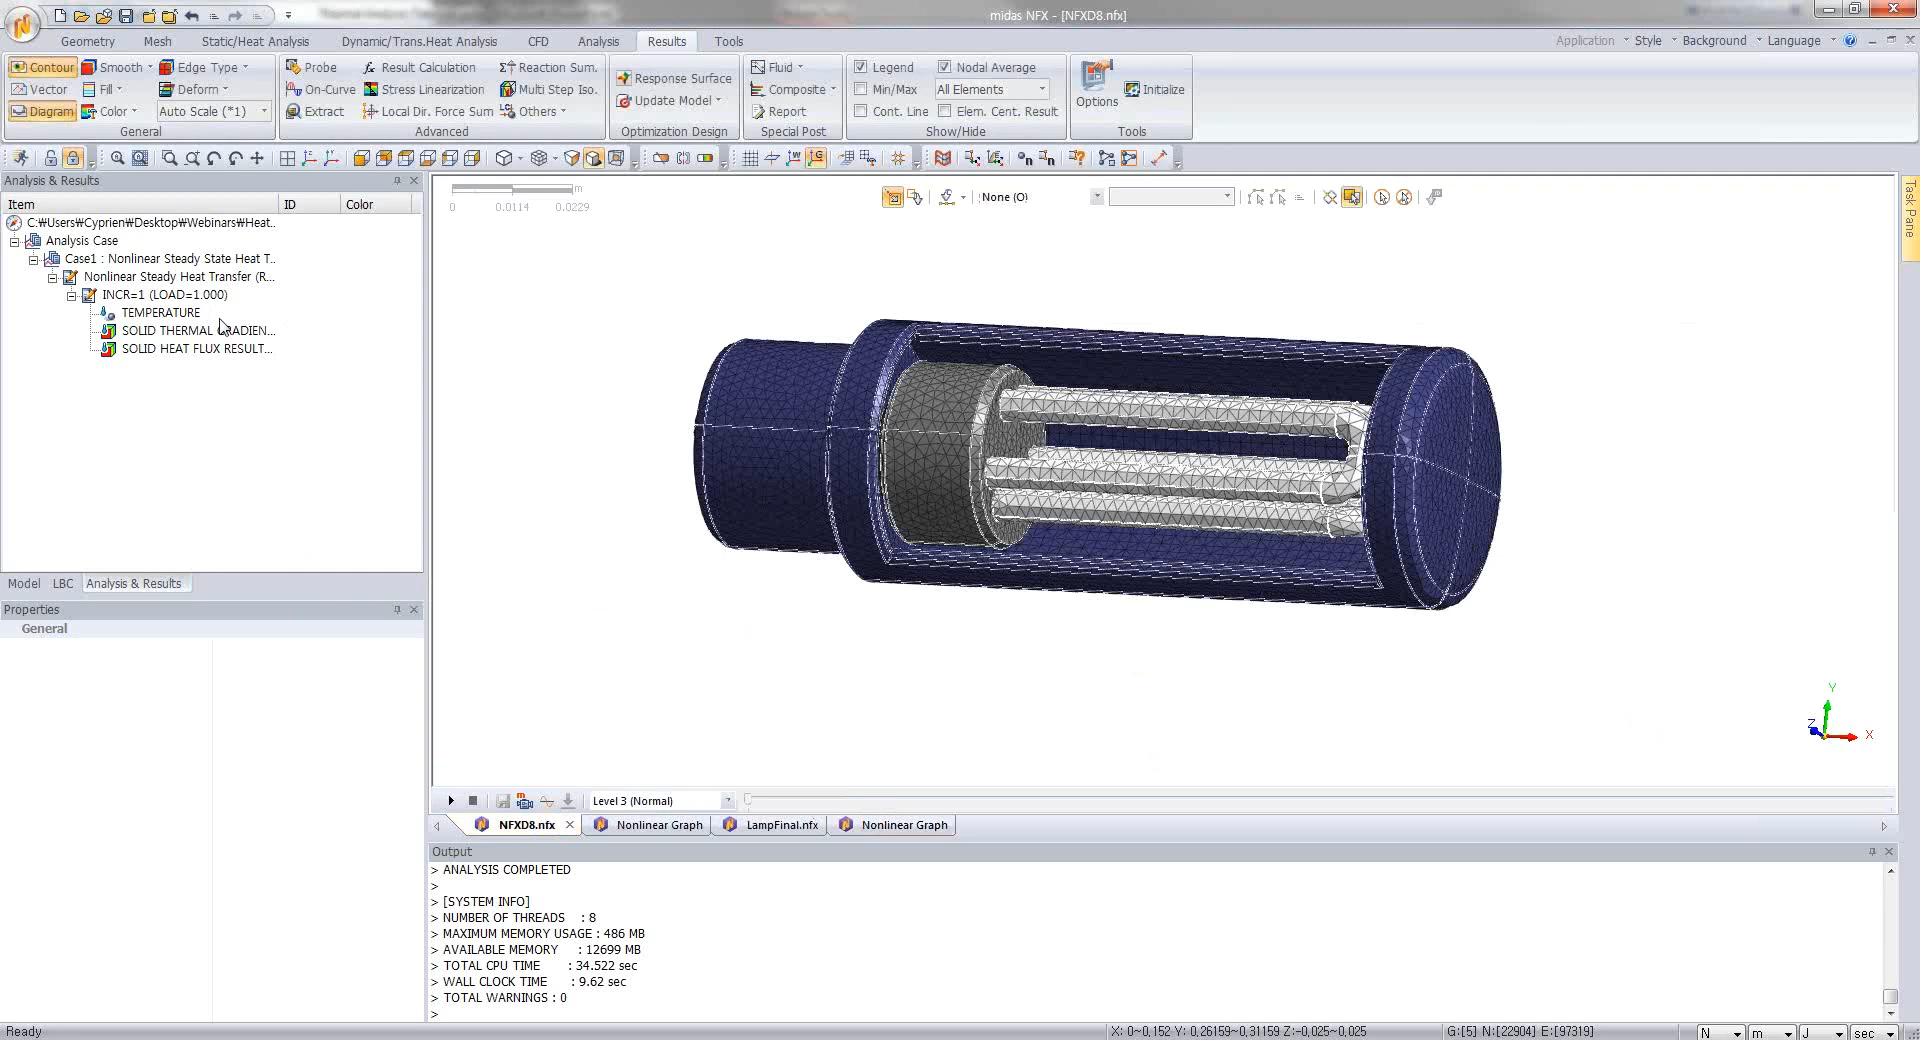 midas NFX - [NFXD8.nfx]
Geometry Mesh Static/Heat Analysis Dynamic/Trans.Heat Analysis CFD Analysis Results Tools
Application Style Background Language
Contour Smooth Edge Type
Vector Fill Deform
Diagram Color Auto Scale (*1)
General
Probe Result Calculation Reaction Sum.
On-Curve Stress Linearization Multi Step Iso.
Extract Local Dir. Force Sum Others
Advanced
Response Surface
Update Model
Optimization Design
Fluid
Composite
Report
Special Post
Legend Nodal Average
Min/Max All Elements
Cont. Line Elem. Cent. Result
Show/Hide
Options Initialize
Tools
Analysis & Results
Item ID Color
C:₩Users₩Cyprien₩Desktop₩Webinars₩Heat..
Analysis Case
Case1 : Nonlinear Steady State Heat T..
Nonlinear Steady Heat Transfer (R...
INCR=1 (LOAD=1.000)
TEMPERATURE
SOLID THERMAL GRADIEN...
SOLID HEAT FLUX RESULT...
Model LBC Analysis & Results
Properties
General
m
0 0.0114 0.0229
None (O)
Task Pane
Y
Z
X
Level 3 (Normal)
NFXD8.nfx Nonlinear Graph LampFinal.nfx Nonlinear Graph
Output
> ANALYSIS COMPLETED
>
> [SYSTEM INFO]
> NUMBER OF THREADS : 8
> MAXIMUM MEMORY USAGE : 486 MB
> AVAILABLE MEMORY : 12699 MB
> TOTAL CPU TIME : 34.522 sec
> WALL CLOCK TIME : 9.62 sec
> TOTAL WARNINGS : 0
>
Ready
X: 0~0,152 Y: 0,26159~0,31159 Z:-0,025~0,025
G:[5] N:[22904] E:[97319]
N m J sec